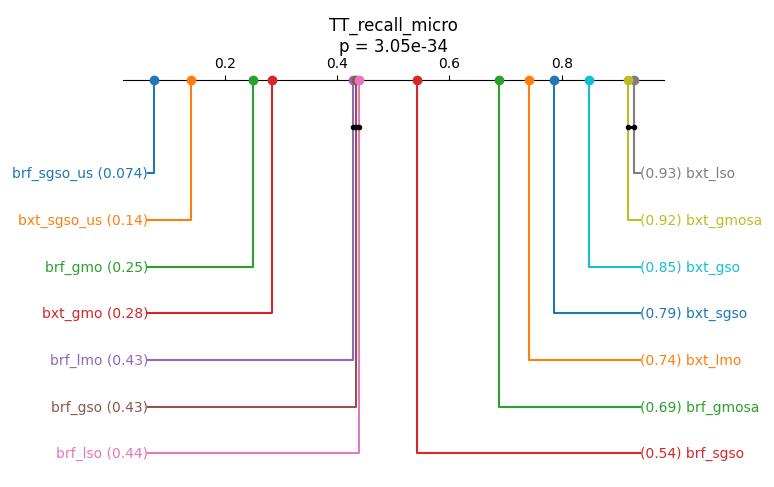 TT_recall_micro
p = 3.05e-34
0.2 0.4 0.6 0.8
brf_sgso_us (0.074) (0.93) bxt_lso
bxt_sgso_us (0.14) (0.92) bxt_gmosa
brf_gmo (0.25) (0.85) bxt_gso
bxt_gmo (0.28) (0.79) bxt_sgso
brf_lmo (0.43) (0.74) bxt_lmo
brf_gso (0.43) (0.69) brf_gmosa
brf_lso (0.44) (0.54) brf_sgso